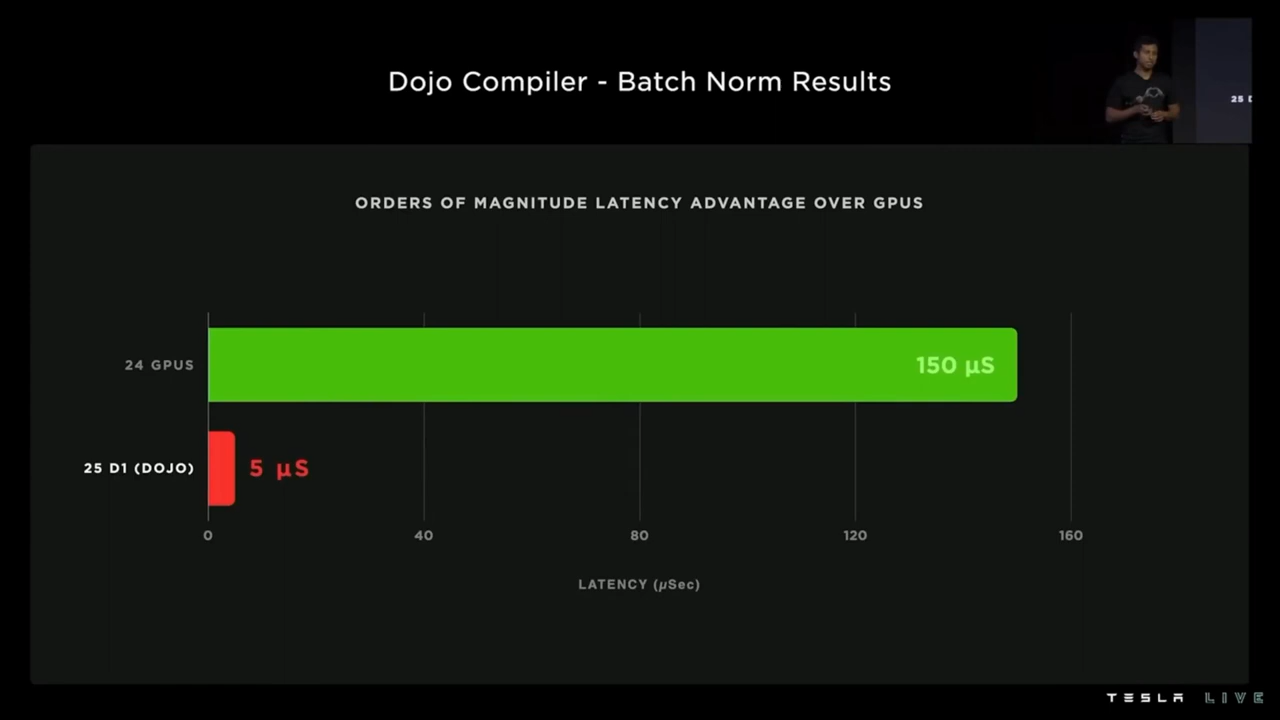 Dojo Compiler - Batch Norm Results
25 D
ORDERS OF MAGNITUDE LATENCY ADVANTAGE OVER GPUS
24 GPUS
150 µS
25 D1 (DOJO)
5 µS
0 40 80 120 160
LATENCY (µSec)
TESLA LIVE